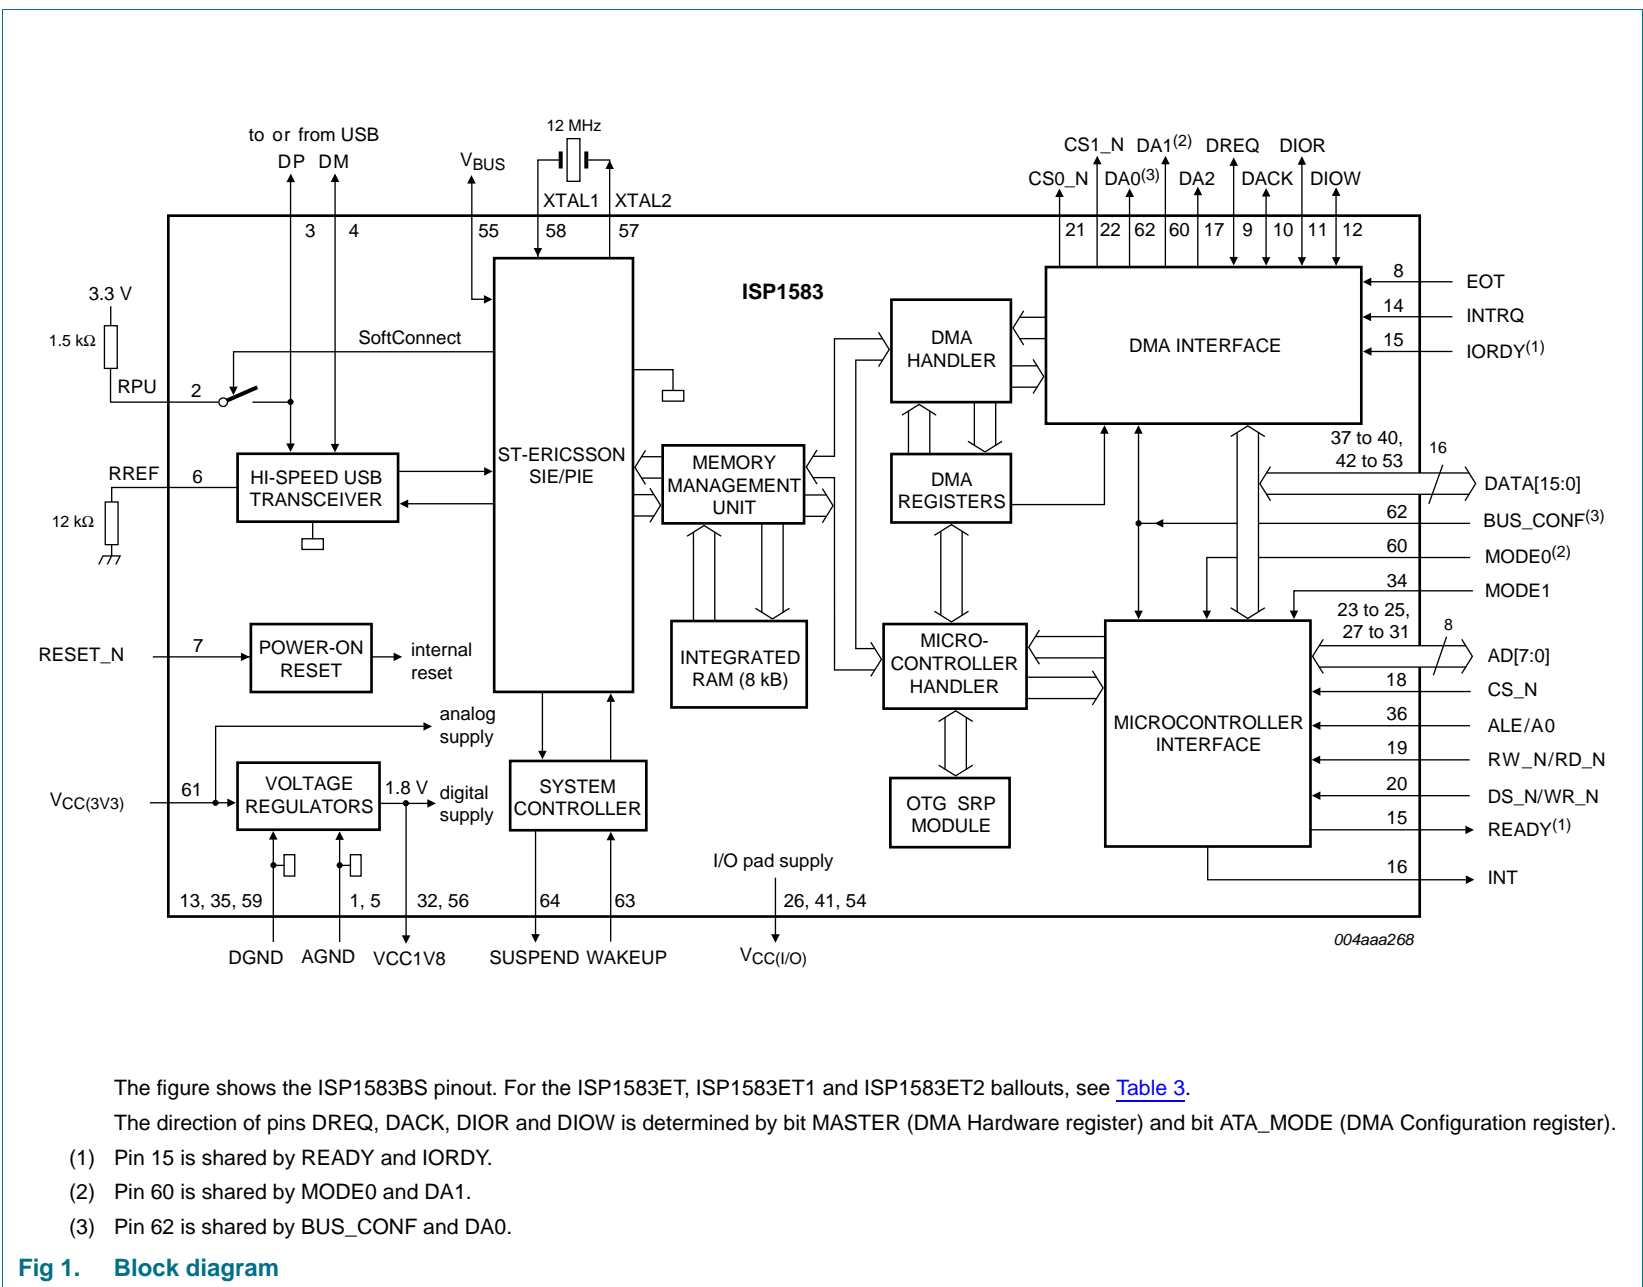 to or from USB
DP DM
VBUS
12 MHz
XTAL1 XTAL2
CS1_N DA1(2) DREQ DIOR
CS0_N DA0(3) DA2 DACK DIOW
3 4 55 58 57 21 22 62 60 17 9 10 11 12
ISP1583
3.3 V
1.5 kΩ
RPU
2
SoftConnect
RREF
6
12 kΩ
HI-SPEED USB
TRANSCEIVER
ST-ERICSSON
SIE/PIE
MEMORY
MANAGEMENT
UNIT
INTEGRATED
RAM (8 kB)
DMA
HANDLER
DMA
REGISTERS
DMA INTERFACE
8 EOT
14 INTRQ
15 IORDY(1)
37 to 40,
42 to 53
16
DATA[15:0]
62 BUS_CONF(3)
60 MODE0(2)
34 MODE1
23 to 25,
27 to 31
8
AD[7:0]
18 CS_N
36 ALE/A0
19 RW_N/RD_N
20 DS_N/WR_N
15 READY(1)
16 INT
MICRO-
CONTROLLER
HANDLER
MICROCONTROLLER
INTERFACE
OTG SRP
MODULE
RESET_N
7
POWER-ON
RESET
internal
reset
analog
supply
VCC(3V3)
61
VOLTAGE
REGULATORS
1.8 V
digital
supply
SYSTEM
CONTROLLER
I/O pad supply
13, 35, 59 1, 5 32, 56 64 63 26, 41, 54
DGND AGND VCC1V8 SUSPEND WAKEUP VCC(I/O)
004aaa268
The figure shows the ISP1583BS pinout. For the ISP1583ET, ISP1583ET1 and ISP1583ET2 ballouts, see Table 3.
The direction of pins DREQ, DACK, DIOR and DIOW is determined by bit MASTER (DMA Hardware register) and bit ATA_MODE (DMA Configuration register).
(1) Pin 15 is shared by READY and IORDY.
(2) Pin 60 is shared by MODE0 and DA1.
(3) Pin 62 is shared by BUS_CONF and DA0.
Fig 1. Block diagram